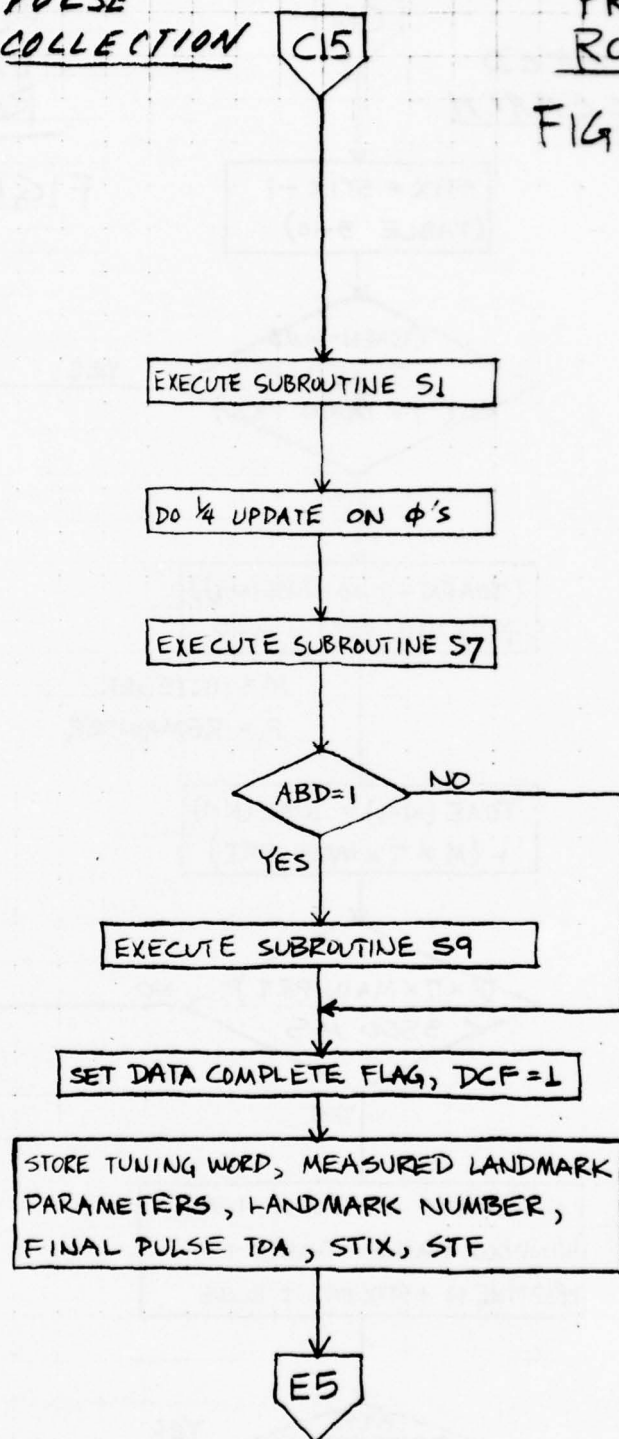 PULSE
COLLECTION
C15
FIG
EXECUTE SUBROUTINE S1
DO 1/4 UPDATE ON Φ'S
EXECUTE SUBROUTINE S7
ABD=1
NO
YES
EXECUTE SUBROUTINE S9
SET DATA COMPLETE FLAG, DCF=1
STORE TUNING WORD, MEASURED LANDMARK
PARAMETERS, LANDMARK NUMBER,
FINAL PULSE TOA, STIX, STF
E5